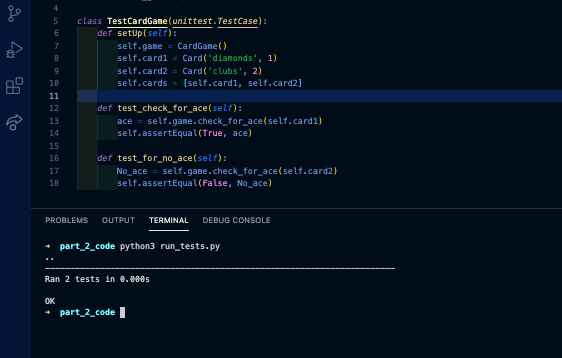 4
5 class TestCardGame(unittest.TestCase):
6 def setUp(self):
7 self.game = CardGame()
8 self.card1 = Card('diamonds', 1)
9 self.card2 = Card('clubs', 2)
10 self.cards = [self.card1, self.card2]
11
12 def test_check_for_ace(self):
13 ace = self.game.check_for_ace(self.card1)
14 self.assertEqual(True, ace)
15
16 def test_for_no_ace(self):
17 No_ace = self.game.check_for_ace(self.card2)
18 self.assertEqual(False, No_ace)
PROBLEMS OUTPUT TERMINAL DEBUG CONSOLE
➜ part_2_code python3 run_tests.py
..
----------------------------------------------------------------------
Ran 2 tests in 0.000s
OK
➜ part_2_code